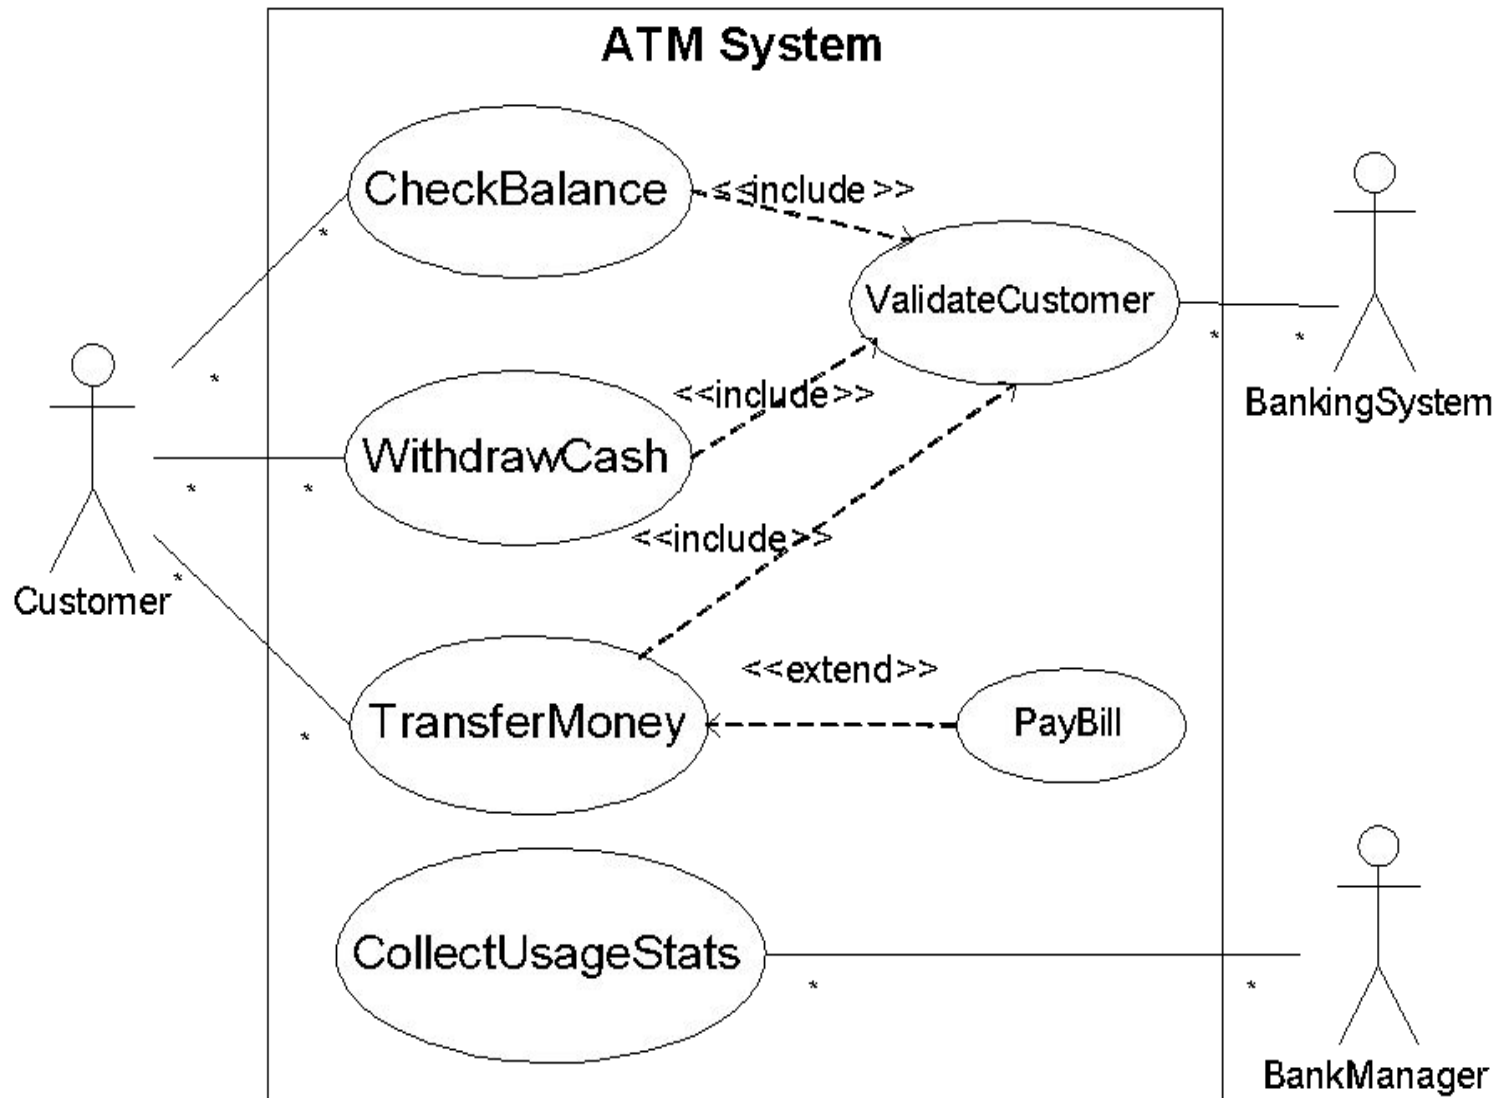 ATM System
CheckBalance
<<include>>
ValidateCustomer
*
*
*
*
BankingSystem
<<include>>
WithdrawCash
*
*
<<include>>
Customer
*
<<extend>>
TransferMoney
PayBill
*
CollectUsageStats
*
*
BankManager